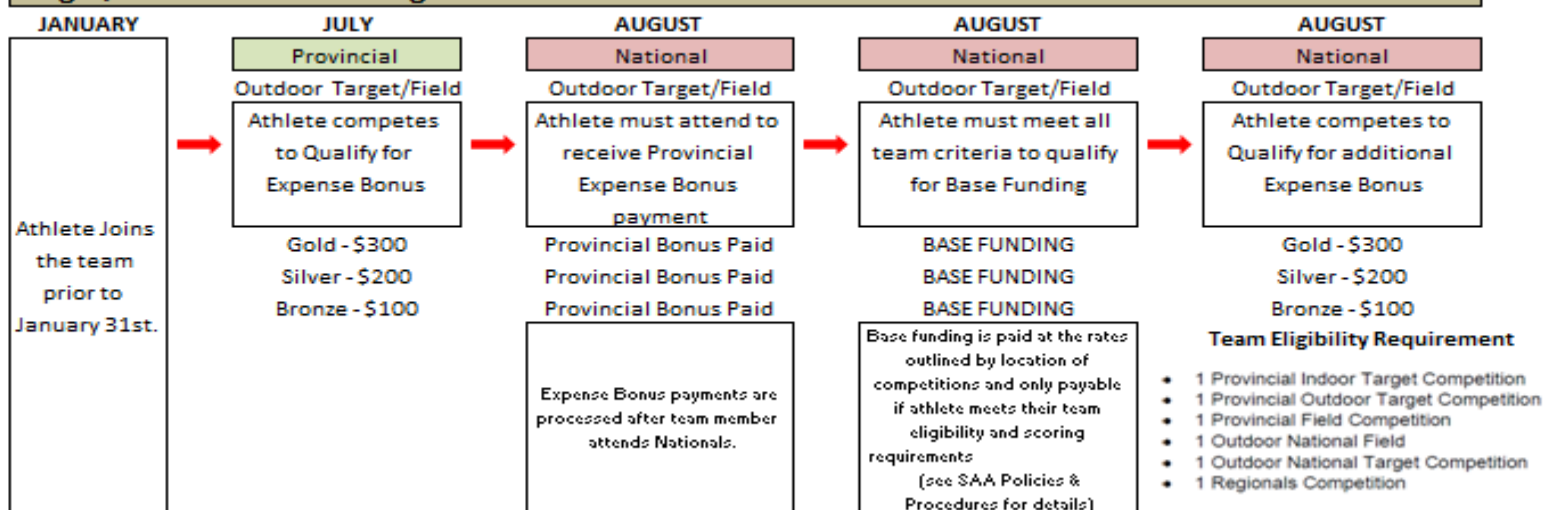 JANUARY
Athlete Joins
the team
prior to
January 31st.
JULY
Provincial
Outdoor Target/Field
Athlete competes
to Qualify for
Expense Bonus
Gold - $300
Silver - $200
Bronze - $100
AUGUST
National
Outdoor Target/Field
Athlete must attend to
receive Provincial
Expense Bonus
payment
Provincial Bonus Paid
Provincial Bonus Paid
Provincial Bonus Paid
Expense Bonus payments are
processed after team member
attends Nationals.
AUGUST
National
Outdoor Target/Field
Athlete must meet all
team criteria to qualify
for Base Funding
BASE FUNDING
BASE FUNDING
BASE FUNDING
Base funding is paid at the rates
outlined by location of
competitions and only payable
if athlete meets their team
eligibility and scoring
requirements
(see SAA Policies &
Procedures for details)
AUGUST
National
Outdoor Target/Field
Athlete competes to
Qualify for additional
Expense Bonus
Gold - $300
Silver - $200
Bronze - $100
Team Eligibility Requirement
• 1 Provincial Indoor Target Competition
• 1 Provincial Outdoor Target Competition
• 1 Provincial Field Competition
• 1 Outdoor National Field
• 1 Outdoor National Target Competition
• 1 Regionals Competition